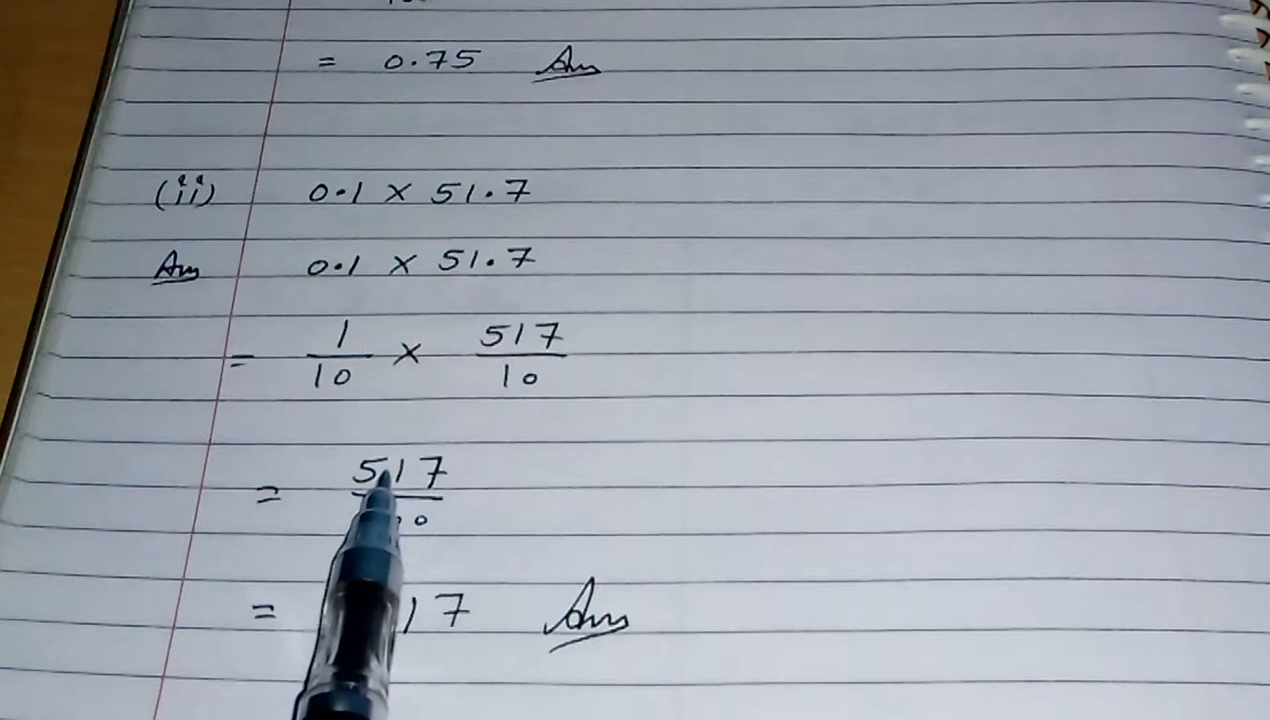 = 0.75 Ans
(ii) 0.1 × 51.7
Ans 0.1 × 51.7
= 1/10 × 517/10
= 517
= 17 Ans